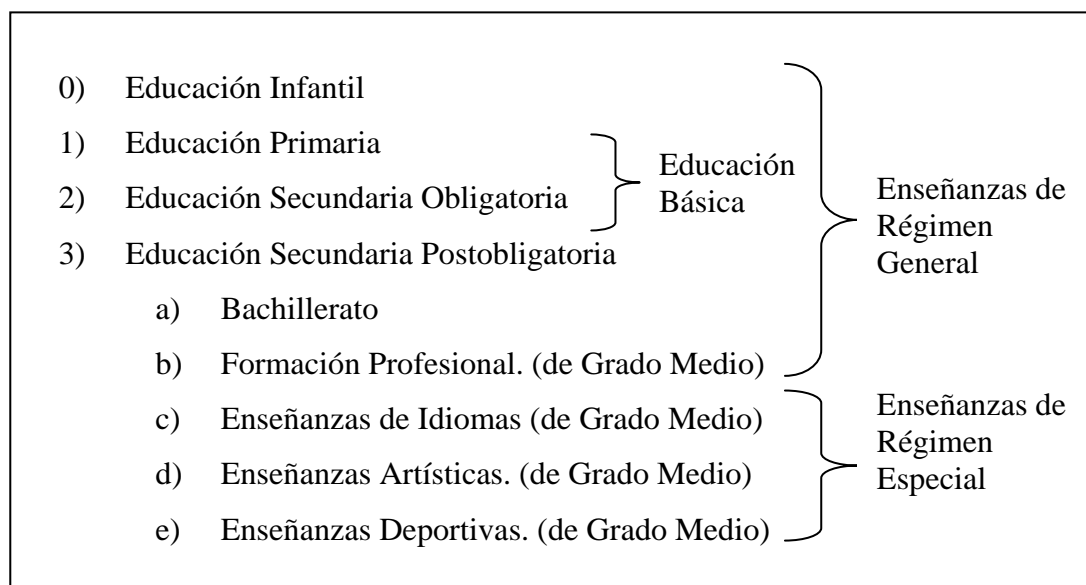 0) Educación Infantil
1) Educación Primaria
2) Educación Secundaria Obligatoria
3) Educación Secundaria Postobligatoria
a) Bachillerato
b) Formación Profesional. (de Grado Medio)
c) Enseñanzas de Idiomas (de Grado Medio)
d) Enseñanzas Artísticas. (de Grado Medio)
e) Enseñanzas Deportivas. (de Grado Medio)
Educación
Básica
Enseñanzas de
Régimen
General
Enseñanzas de
Régimen
Especial